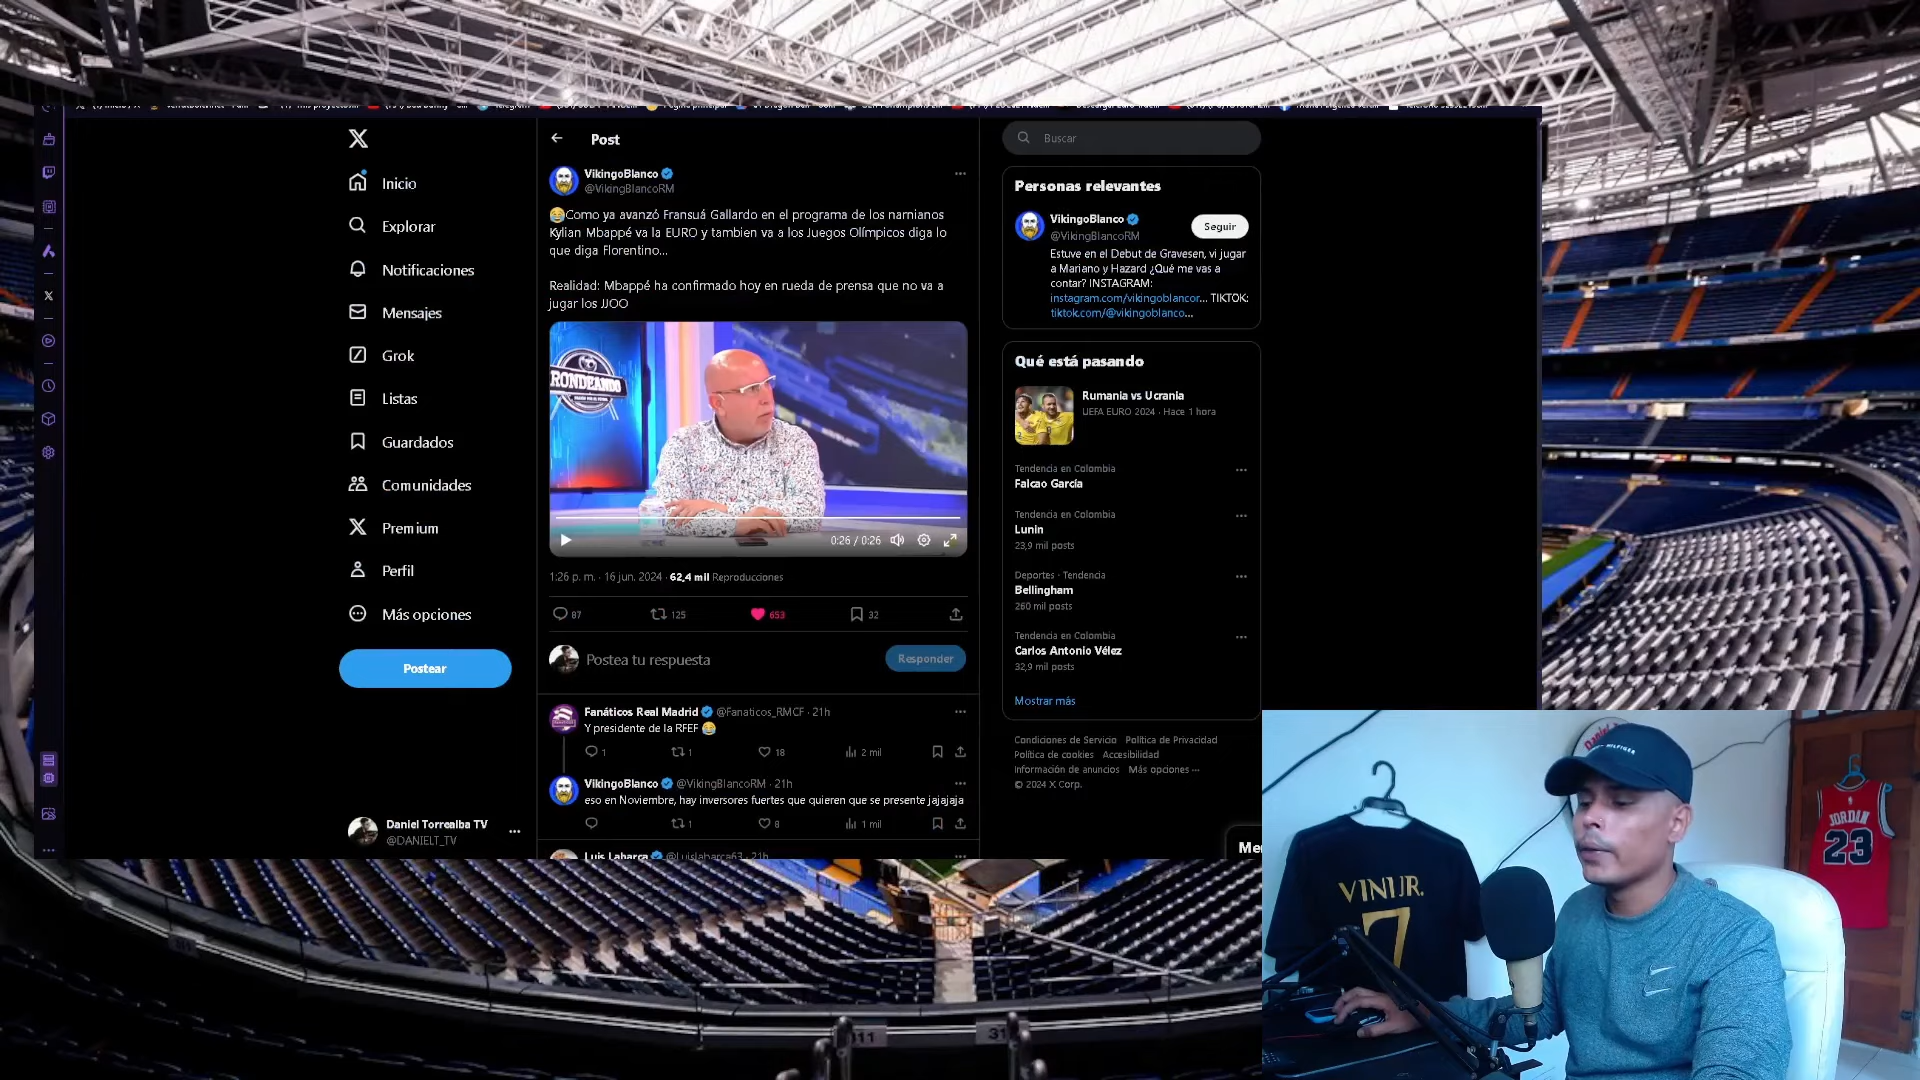 Inicio
Explorar
Notificaciones
Mensajes
Grok
Listas
Guardados
Comunidades
Premium
Perfil
Más opciones
Postear
Daniel Torrealba TV
@DANIELT_TV
Post
VikingoBlanco
@VikingBlancoRM
😂Como ya avanzó Fransuá Gallardo en el programa de los narnianos
Kylian Mbappé va la EURO y tambien va a los Juegos Olímpicos diga lo
que diga Florentino...
Realidad: Mbappé ha confirmado hoy en rueda de prensa que no va a
jugar los JJOO
RONDEANDO
0:26 / 0:26
1:26 p. m. · 16 jun. 2024 · 62,4 mil Reproducciones
87
125
653
32
Postea tu respuesta
Responder
Fanáticos Real Madrid @Fanaticos_RMCF · 21h
Y presidente de la RFEF 😂
1
1
18
2 mil
VikingoBlanco @VikingBlancoRM · 21h
eso en Noviembre, hay inversores fuertes que quieren que se presente jajajaja
1
8
1 mil
Luis Labarca @Luislabarca63 · 21h
Buscar
Personas relevantes
VikingoBlanco
@VikingBlancoRM
Seguir
Estuve en el Debut de Gravesen, vi jugar
a Mariano y Hazard ¿Qué me vas a
contar? INSTAGRAM:
instagram.com/vikingoblancor... TIKTOK:
tiktok.com/@vikingoblanco...
Qué está pasando
Rumania vs Ucrania
UEFA EURO 2024 · Hace 1 hora
Tendencia en Colombia
Falcao García
Tendencia en Colombia
Lunin
23,9 mil posts
Deportes · Tendencia
Bellingham
260 mil posts
Tendencia en Colombia
Carlos Antonio Vélez
32,9 mil posts
Mostrar más
Condiciones de Servicio Política de Privacidad
Política de cookies Accesibilidad
Información de anuncios Más opciones ···
© 2024 X Corp.
Me
VINI JR.
7
HILFIGER
JORDAN
23
311
31